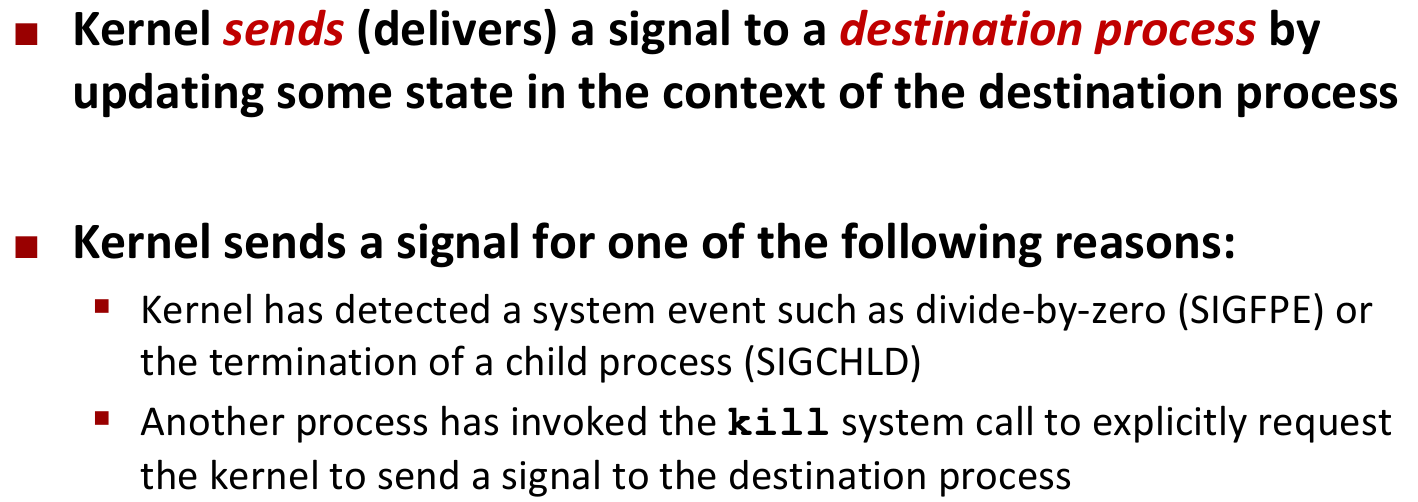 Kernel sends (delivers) a signal to a destination process by
updating some state in the context of the destination process
Kernel sends a signal for one of the following reasons:
Kernel has detected a system event such as divide-by-zero (SIGFPE) or
the termination of a child process (SIGCHLD)
Another process has invoked the kill system call to explicitly request
the kernel to send a signal to the destination process